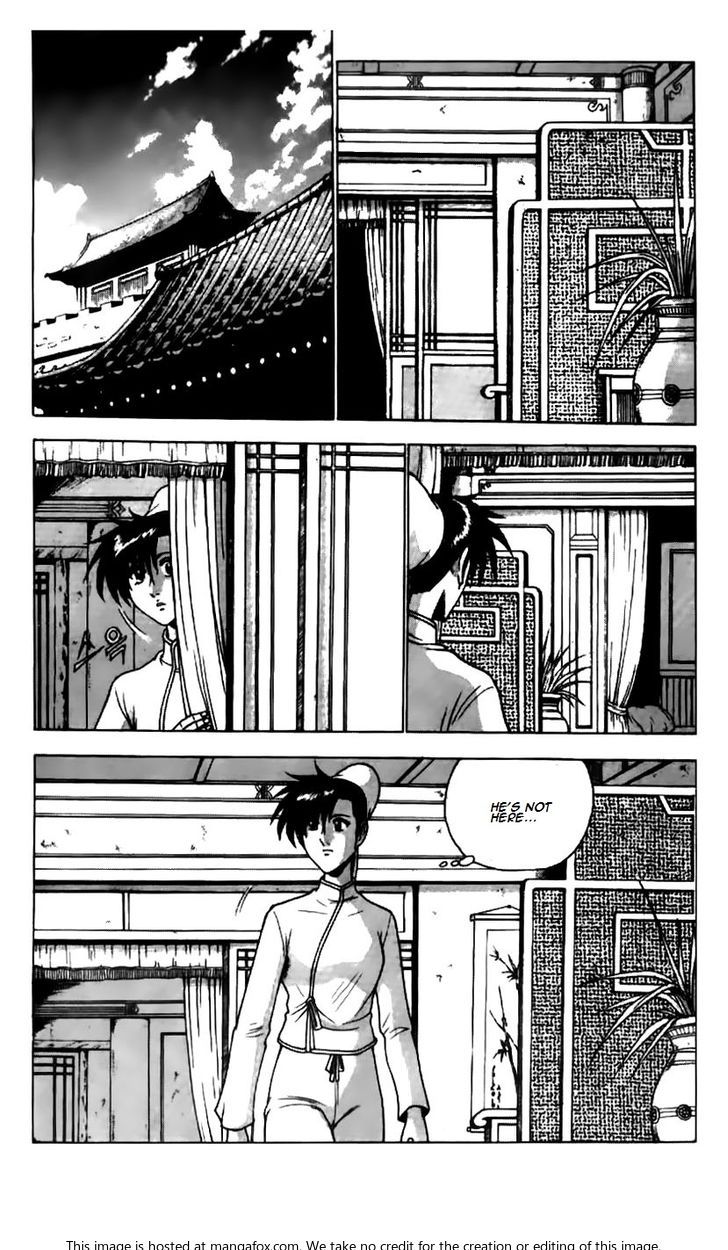 스윽
HE'S NOT
HERE...
This image is hosted at mangafox.com. We take no credit for the creation or editing of this image.